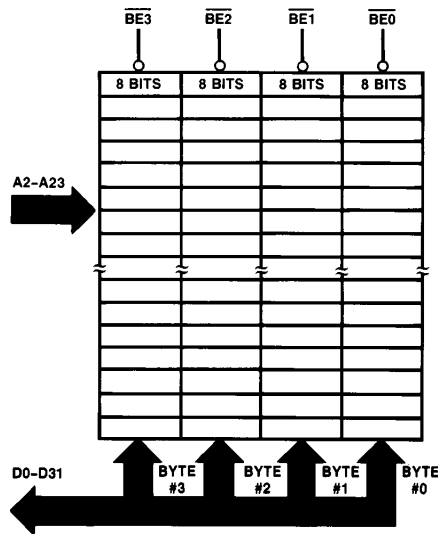 BE3 BE2 BE1 BE0
8 BITS 8 BITS 8 BITS 8 BITS
A2–A23
D0–D31
BYTE #3
BYTE #2
BYTE #1
BYTE #0